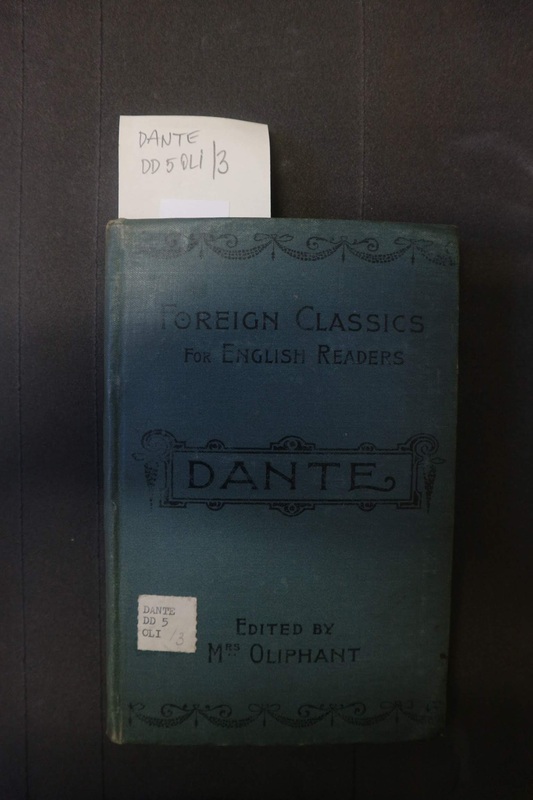 DANTE
DD 5 OLI/3
FOREIGN CLASSICS
FOR ENGLISH READERS
DANTE
DANTE
DD 5
OLI /3
EDITED BY
MRS OLIPHANT